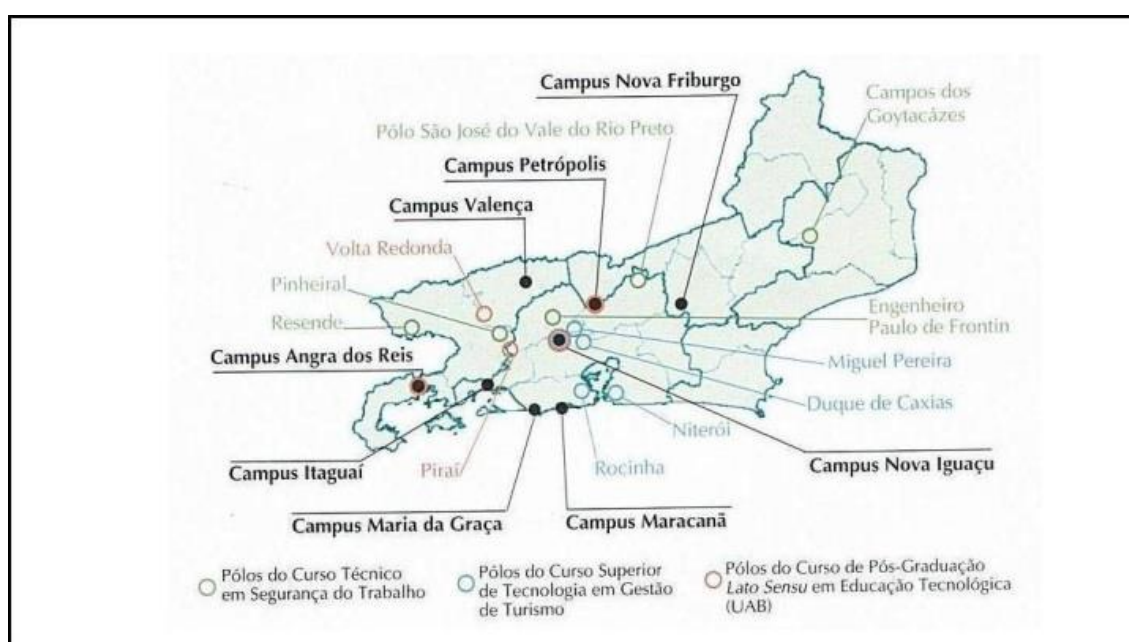 Campus Nova Friburgo
Campos dos
Goytacázes
Pólo São José do Vale do Rio Preto
Campus Petrópolis
Campus Valença
Volta Redonda
Pinheiral
Resende
Engenheiro
Paulo de Frontin
Miguel Pereira
Campus Angra dos Reis
Duque de Caxias
Niterói
Campus Itaguaí
Piraí
Rocinha
Campus Nova Iguaçu
Campus Maria da Graça
Campus Maracanã
Pólos do Curso Técnico
em Segurança do Trabalho
Pólos do Curso Superior
de Tecnologia em Gestão
de Turismo
Pólos do Curso de Pós-Graduação
Lato Sensu em Educação Tecnológica
(UAB)